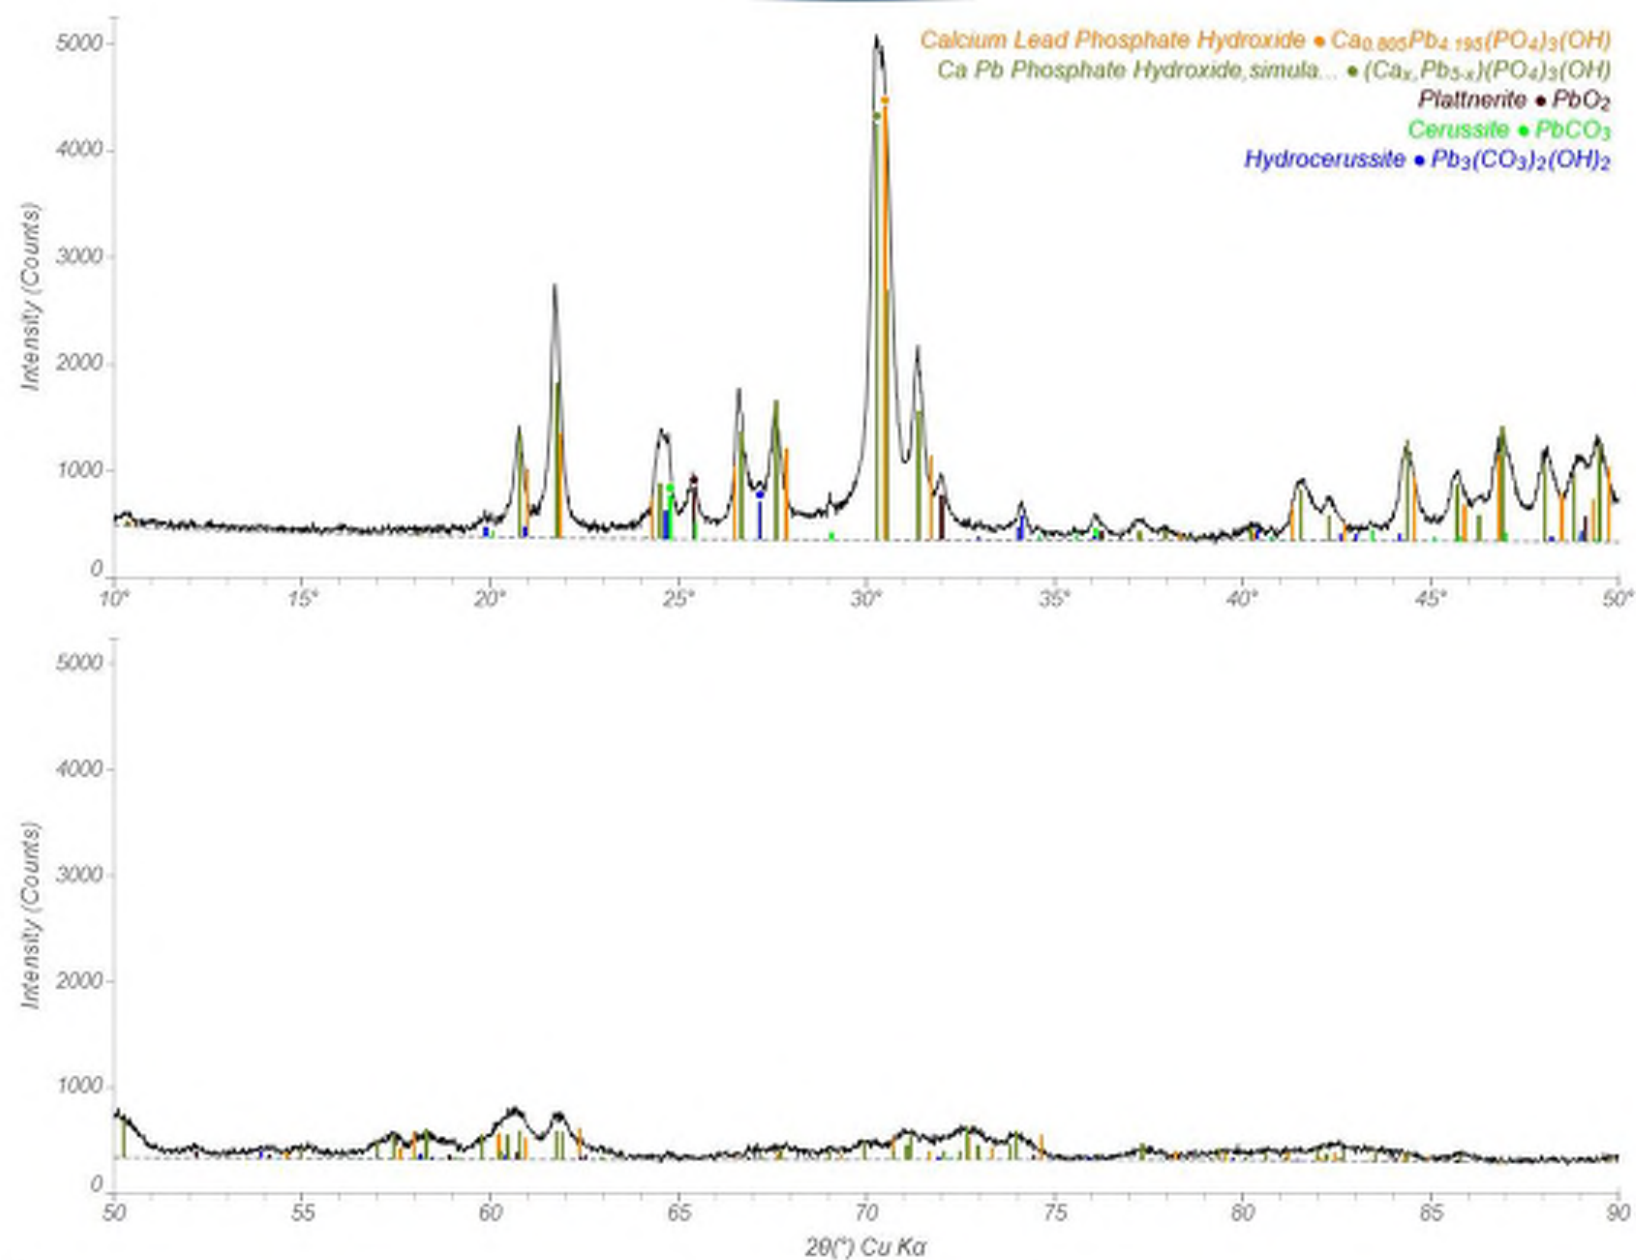 Calcium Lead Phosphate Hydroxide • Ca0.805Pb4.195(PO4)3(OH)
Ca Pb Phosphate Hydroxide,simula... • (Cax,Pb5-x)(PO4)3(OH)
Plattnerite • PbO2
Cerussite • PbCO3
Hydrocerussite • Pb3(CO3)2(OH)2
Intensity (Counts)
5000
4000
3000
2000
1000
0
10° 15° 20° 25° 30° 35° 40° 45° 50°
Intensity (Counts)
5000
4000
3000
2000
1000
0
50 55 60 65 70 75 80 85 90
2θ(°) Cu Kα